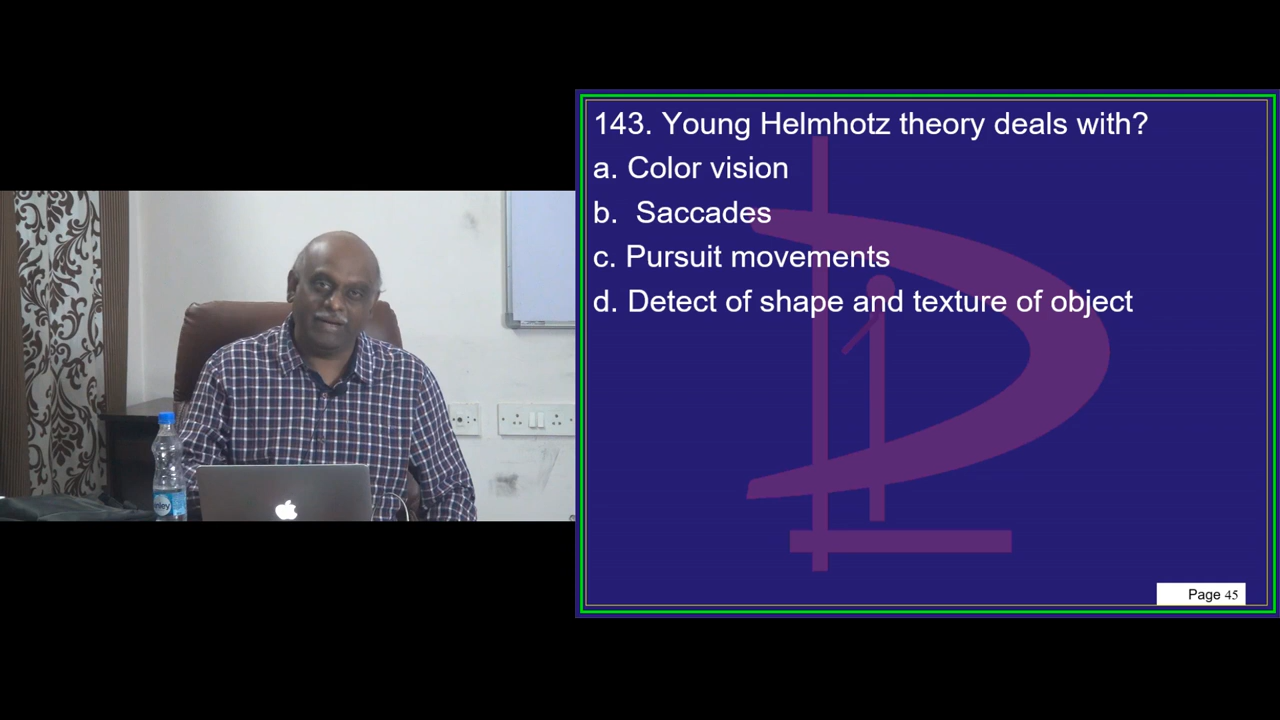 143. Young Helmhotz theory deals with?
a. Color vision
b. Saccades
c. Pursuit movements
d. Detect of shape and texture of object
Page 45